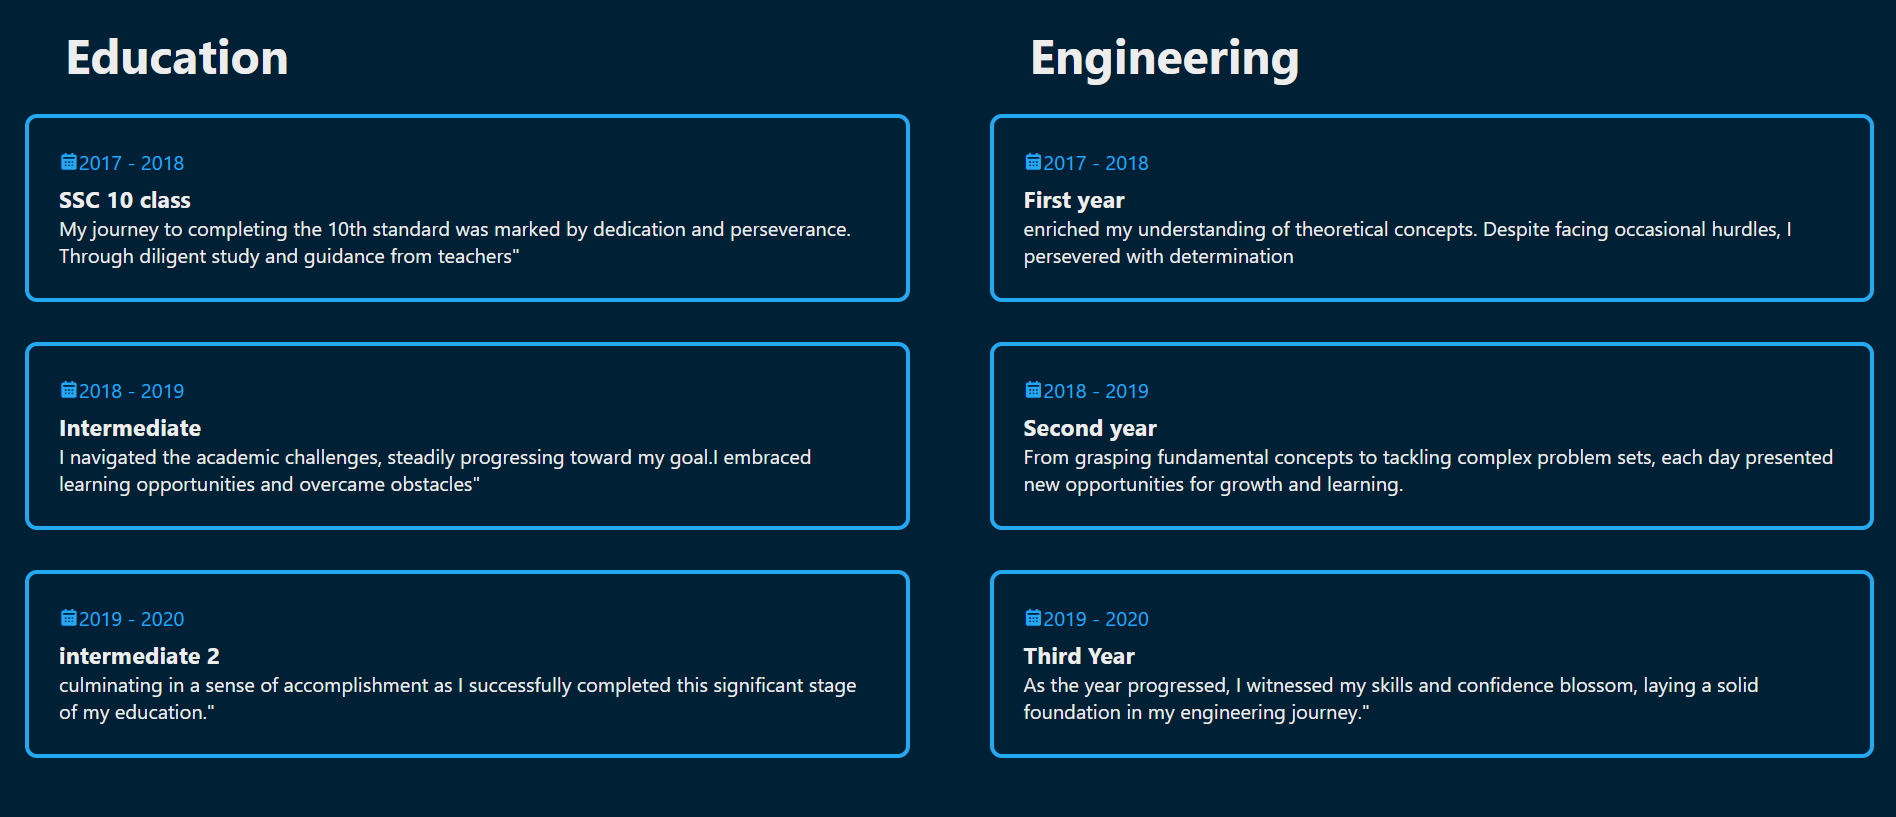 Education
2017 - 2018
SSC 10 class
My journey to completing the 10th standard was marked by dedication and perseverance.
Through diligent study and guidance from teachers"
2018 - 2019
Intermediate
I navigated the academic challenges, steadily progressing toward my goal.I embraced
learning opportunities and overcame obstacles"
2019 - 2020
intermediate 2
culminating in a sense of accomplishment as I successfully completed this significant stage
of my education."
Engineering
2017 - 2018
First year
enriched my understanding of theoretical concepts. Despite facing occasional hurdles, I
persevered with determination
2018 - 2019
Second year
From grasping fundamental concepts to tackling complex problem sets, each day presented
new opportunities for growth and learning.
2019 - 2020
Third Year
As the year progressed, I witnessed my skills and confidence blossom, laying a solid
foundation in my engineering journey."